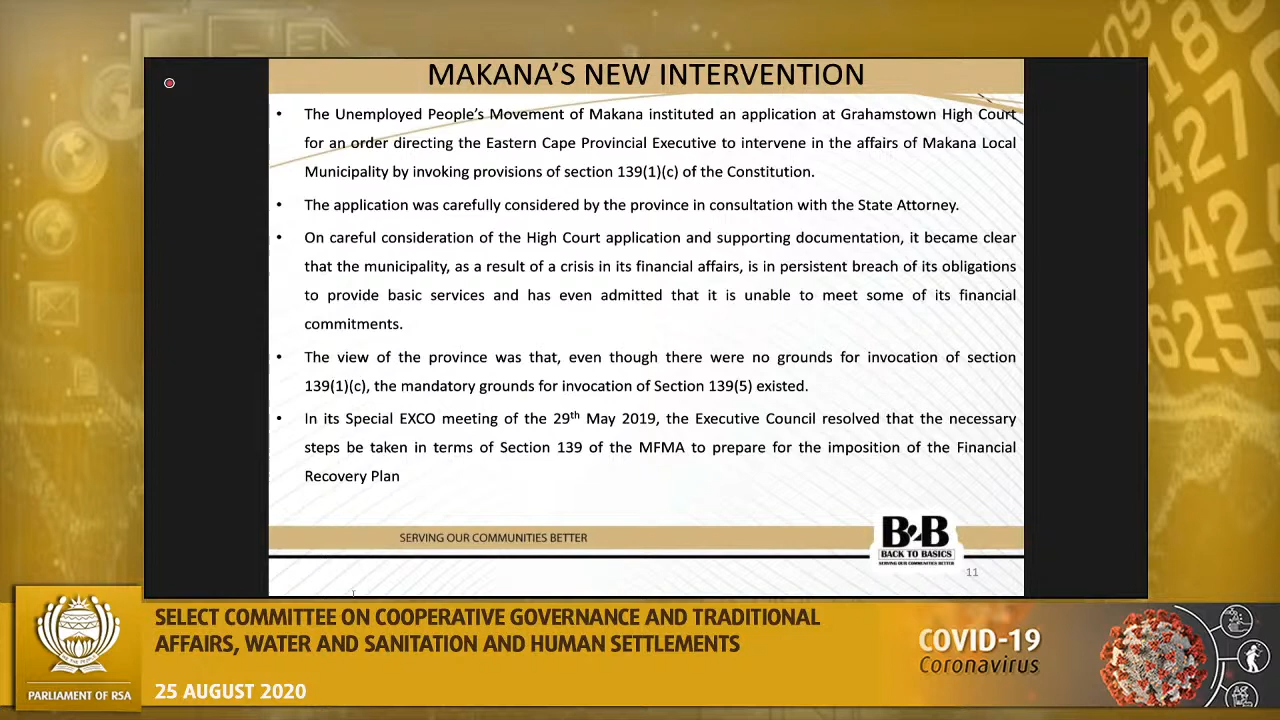 MAKANA'S NEW INTERVENTION
• The Unemployed People's Movement of Makana instituted an application at Grahamstown High Court
for an order directing the Eastern Cape Provincial Executive to intervene in the affairs of Makana Local
Municipality by invoking provisions of section 139(1)(c) of the Constitution.
• The application was carefully considered by the province in consultation with the State Attorney.
• On careful consideration of the High Court application and supporting documentation, it became clear
that the municipality, as a result of a crisis in its financial affairs, is in persistent breach of its obligations
to provide basic services and has even admitted that it is unable to meet some of its financial
commitments.
• The view of the province was that, even though there were no grounds for invocation of section
139(1)(c), the mandatory grounds for invocation of Section 139(5) existed.
• In its Special EXCO meeting of the 29th May 2019, the Executive Council resolved that the necessary
steps be taken in terms of Section 139 of the MFMA to prepare for the imposition of the Financial
Recovery Plan
SERVING OUR COMMUNITIES BETTER
B2B
BACK TO BASICS
SERVING OUR COMMUNITIES BETTER
11
SELECT COMMITTEE ON COOPERATIVE GOVERNANCE AND TRADITIONAL
AFFAIRS, WATER AND SANITATION AND HUMAN SETTLEMENTS
25 AUGUST 2020
PARLIAMENT OF RSA
COVID-19
Coronavirus